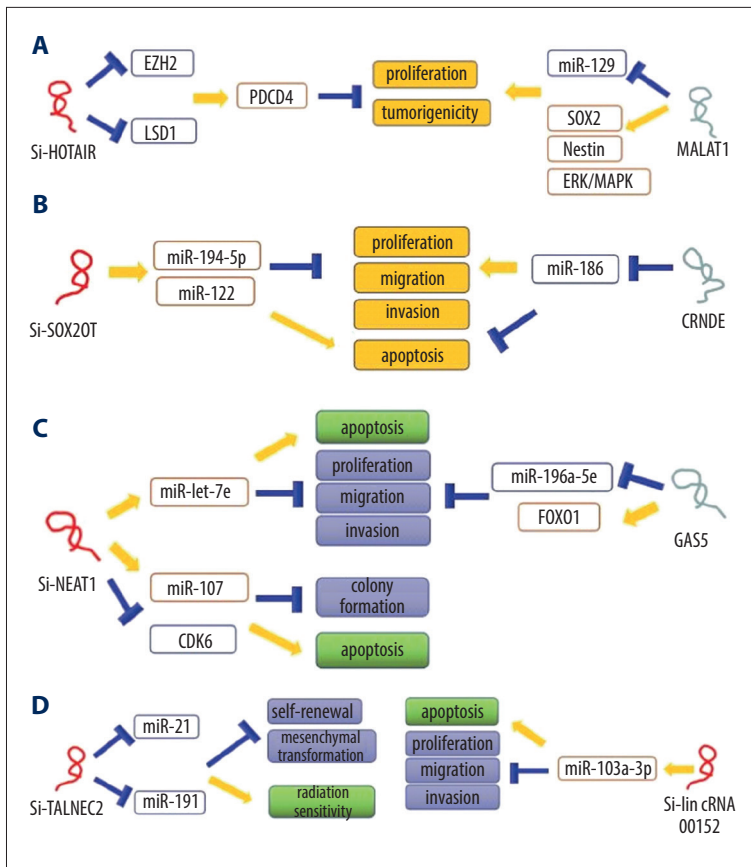 A
EZH2
LSD1
Si-HOTAIR
PDCD4
proliferation
tumorigenicity
miR-129
SOX2
Nestin
ERK/MAPK
MALAT1
B
Si-SOX2OT
miR-194-5p
miR-122
proliferation
migration
invasion
apoptosis
miR-186
CRNDE
C
Si-NEAT1
miR-let-7e
miR-107
CDK6
apoptosis
proliferation
migration
invasion
colony
formation
apoptosis
miR-196a-5e
FOXO1
GAS5
D
Si-TALNEC2
miR-21
miR-191
self-renewal
mesenchymal
transformation
radiation
sensitivity
apoptosis
proliferation
migration
invasion
miR-103a-3p
Si-lin cRNA
00152